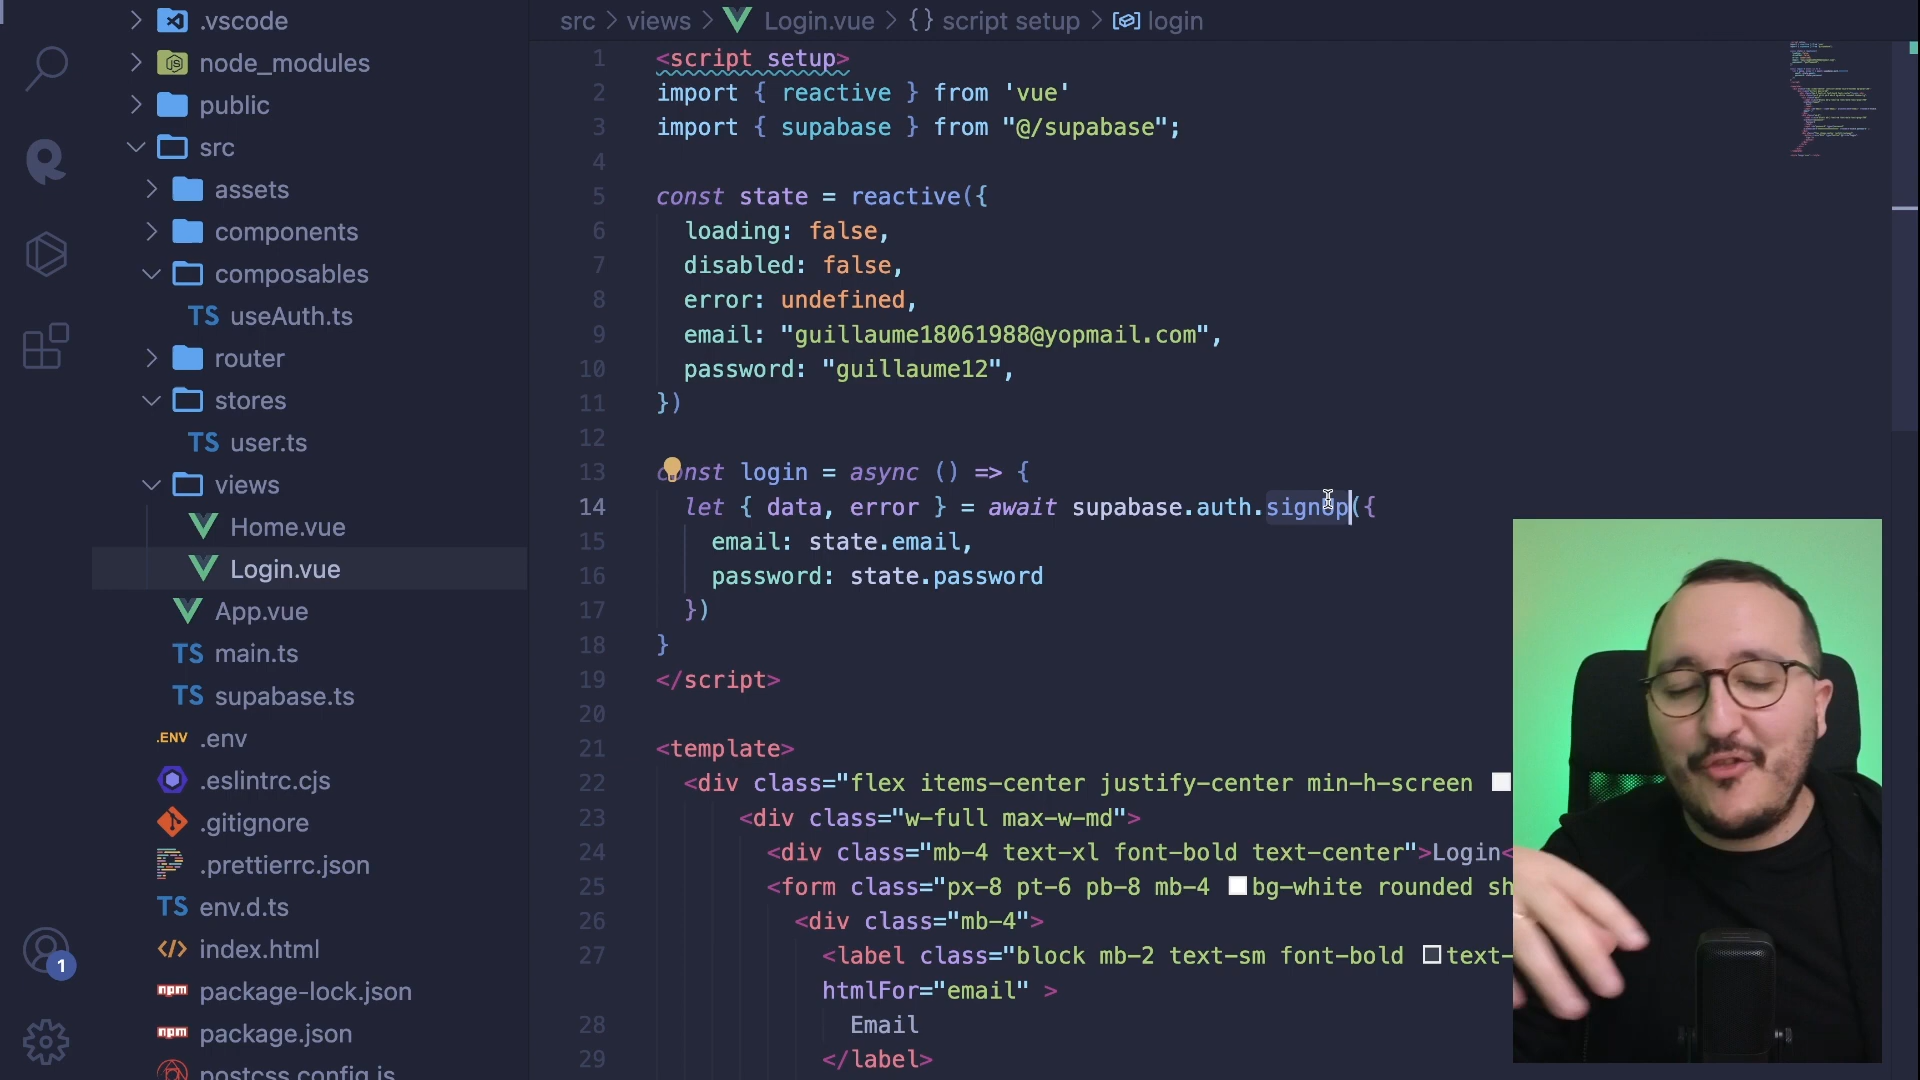 src > views > Login.vue > {} script setup > login
.vscode
node_modules
public
src
assets
components
composables
TS useAuth.ts
router
stores
TS user.ts
views
Home.vue
Login.vue
App.vue
TS main.ts
TS supabase.ts
.ENV .env
.eslintrc.cjs
.gitignore
.prettierrc.json
TS env.d.ts
index.html
npm package-lock.json
npm package.json
postcss.config.js
1
1 <script setup>
2 import { reactive } from 'vue'
3 import { supabase } from "@/supabase";
4
5 const state = reactive({
6 loading: false,
7 disabled: false,
8 error: undefined,
9 email: "guillaume18061988@yopmail.com",
10 password: "guillaume12",
11 })
12
13 const login = async () => {
14 let { data, error } = await supabase.auth.signUp({
15 email: state.email,
16 password: state.password
17 })
18 }
19 </script>
20
21 <template>
22 <div class="flex items-center justify-center min-h-screen
23 <div class="w-full max-w-md">
24 <div class="mb-4 text-xl font-bold text-center">Login<
25 <form class="px-8 pt-6 pb-8 mb-4 bg-white rounded sh
26 <div class="mb-4">
27 <label class="block mb-2 text-sm font-bold text-
htmlFor="email" >
28 Email
29 </label>